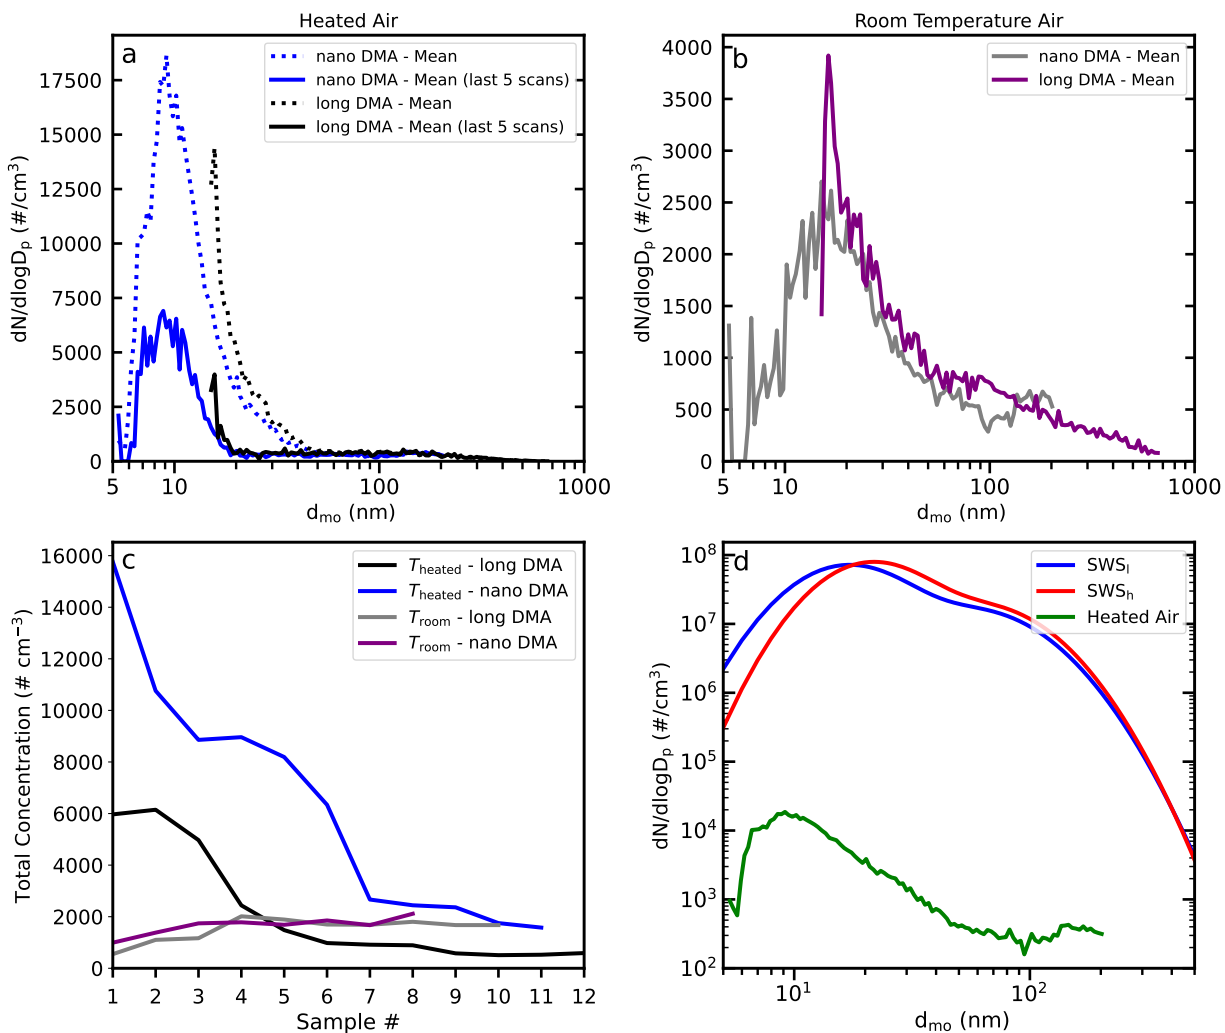 Heated Air
a
nano DMA - Mean
nano DMA - Mean (last 5 scans)
long DMA - Mean
long DMA - Mean (last 5 scans)
dN/dlogDp (#/cm³)
17500
15000
12500
10000
7500
5000
2500
0
5
10
100
1000
dmo (nm)
Room Temperature Air
b
nano DMA - Mean
long DMA - Mean
dN/dlogDp (#/cm³)
4000
3500
3000
2500
2000
1500
1000
500
0
5
10
100
1000
dmo (nm)
c
Theated - long DMA
Theated - nano DMA
Troom - long DMA
Troom - nano DMA
Total Concentration (# cm⁻³)
16000
14000
12000
10000
8000
6000
4000
2000
0
1 2 3 4 5 6 7 8 9 10 11 12
Sample #
d
SWSl
SWSh
Heated Air
dN/dlogDp (#/cm³)
10⁸
10⁷
10⁶
10⁵
10⁴
10³
10²
10¹
10²
dmo (nm)